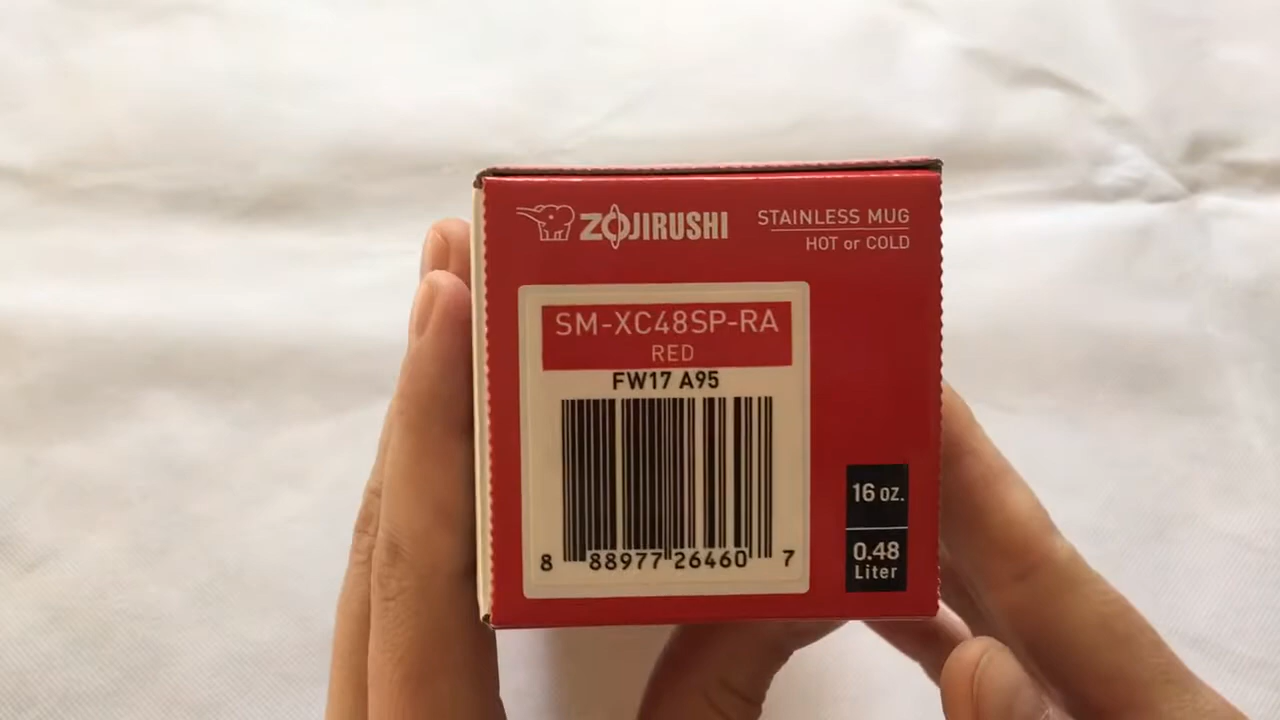 ZOJIRUSHI
STAINLESS MUG
HOT or COLD
SM-XC48SP-RA
RED
FW17 A95
8 88977 26460 7
16 oz.
0.48
Liter